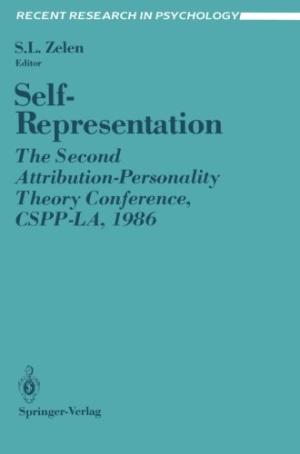 RECENT RESEARCH IN PSYCHOLOGY
S.L. Zelen
Editor
Self-
Representation
The Second
Attribution-Personality
Theory Conference,
CSPP-LA, 1986
Springer-Verlag